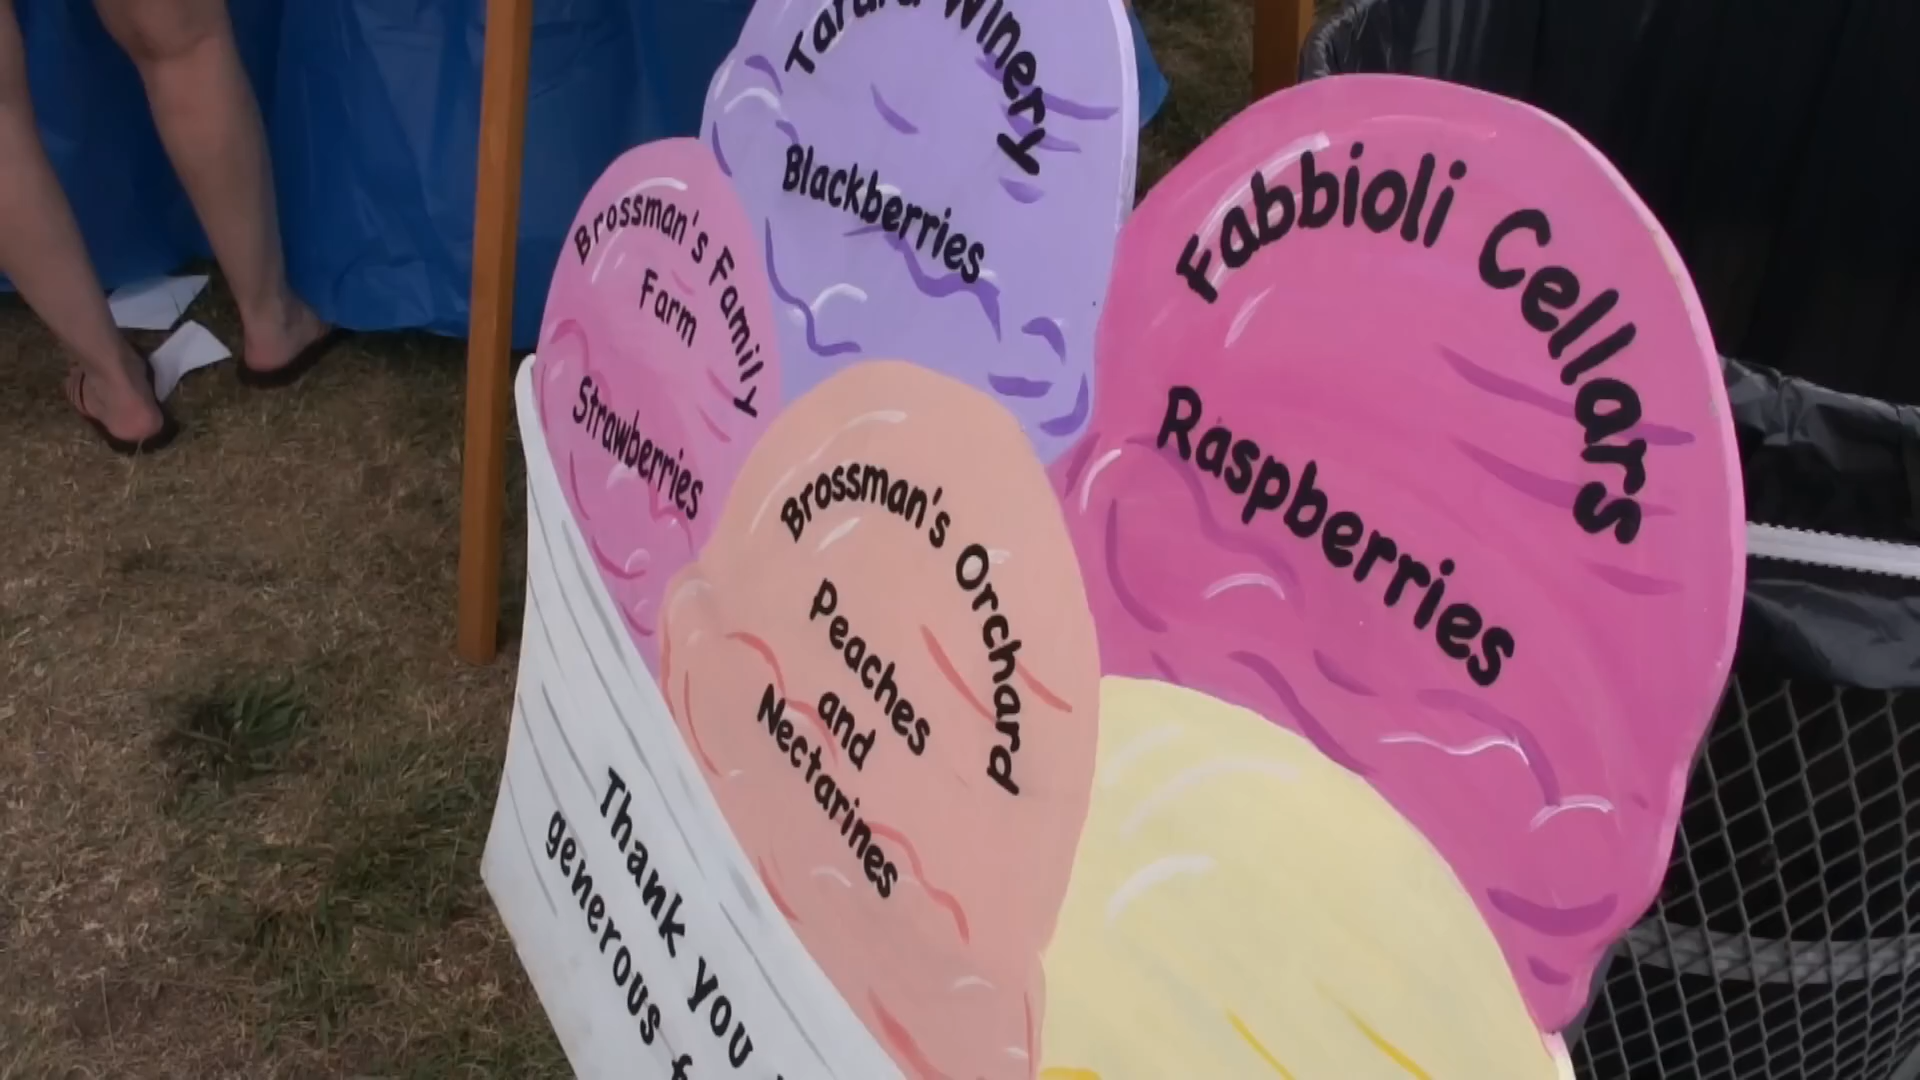 Winery
Blackberries
Brossman's Family
Farm
Strawberries
Fabbioli Cellars
Raspberries
Brossman's Orchard
Peaches
and
Nectarines
Thank you
generous